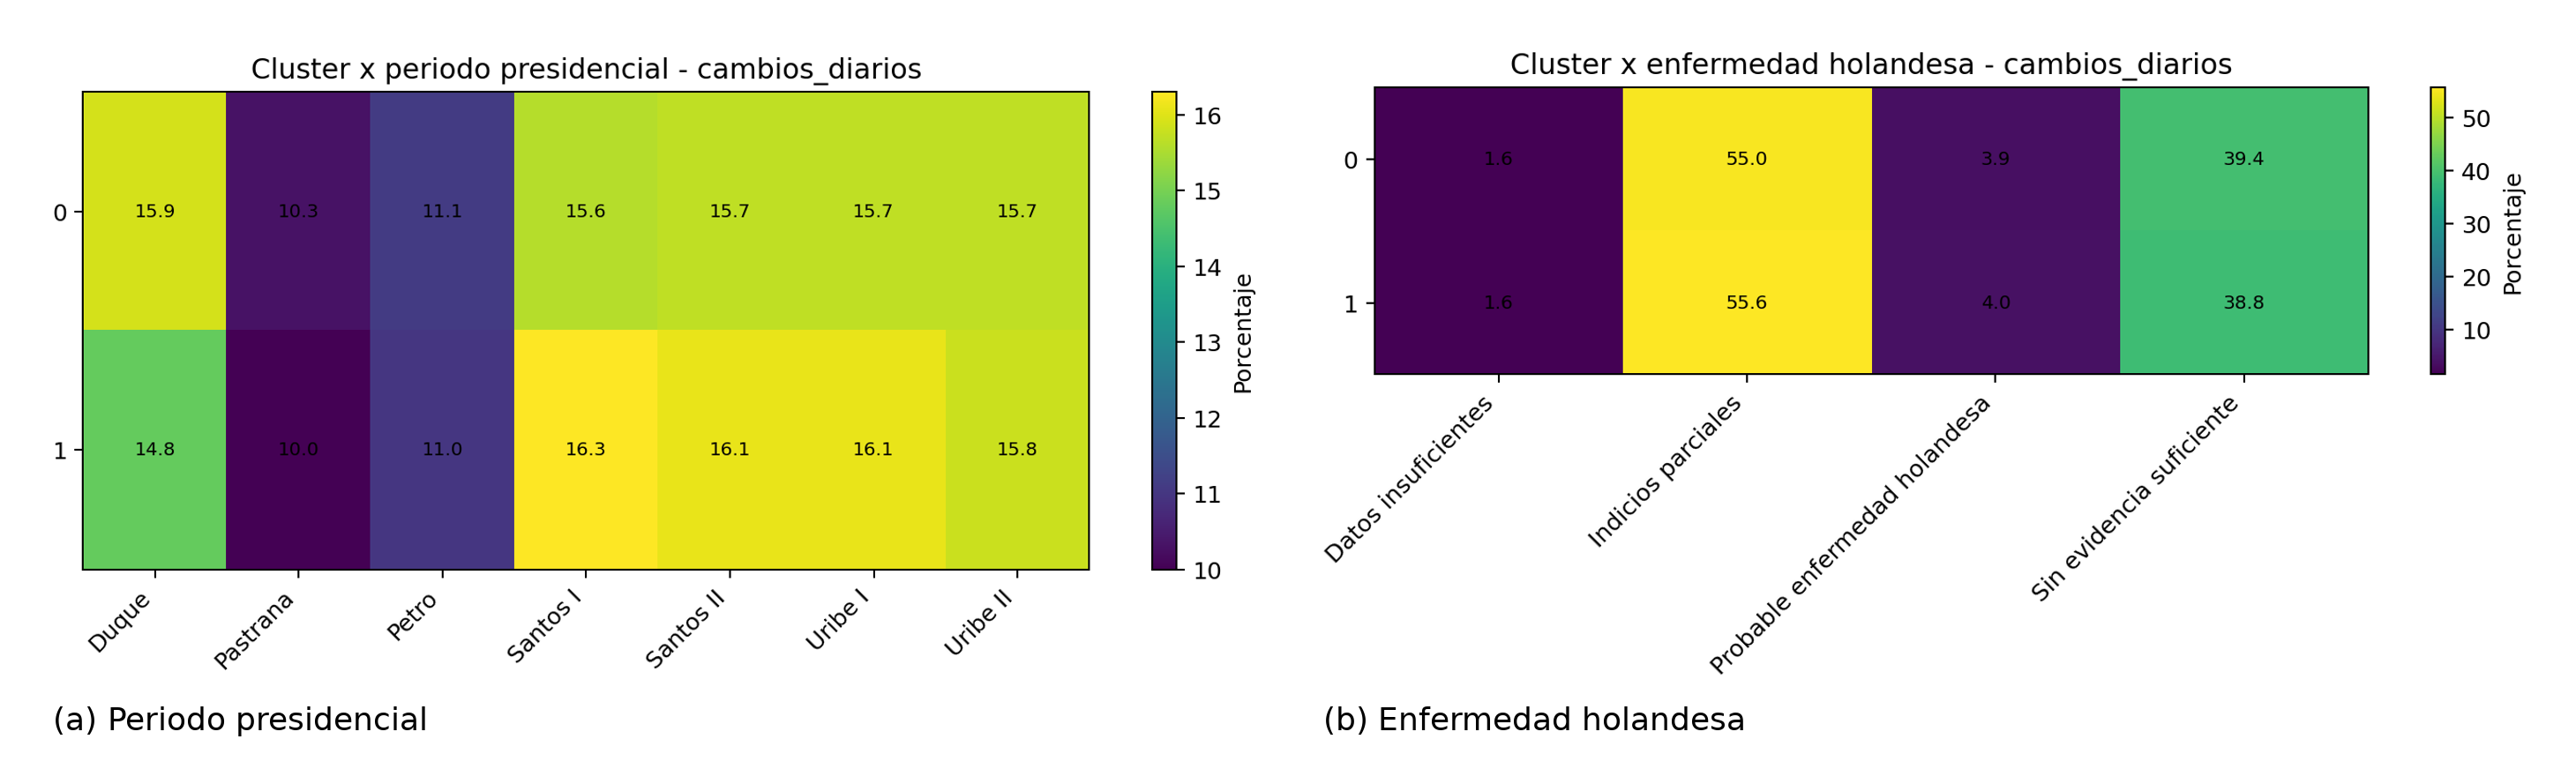 Cluster x periodo presidencial - cambios_diarios
0
15.9 10.3 11.1 15.6 15.7 15.7 15.7
1
14.8 10.0 11.0 16.3 16.1 16.1 15.8
Duque
Pastrana
Petro
Santos I
Santos II
Uribe I
Uribe II
16
15
14
13
12
11
10
Porcentaje
(a) Periodo presidencial
Cluster x enfermedad holandesa - cambios_diarios
0
1.6 55.0 3.9 39.4
1
1.6 55.6 4.0 38.8
Datos insuficientes
Indicios parciales
Probable enfermedad holandesa
Sin evidencia suficiente
50
40
30
20
10
Porcentaje
(b) Enfermedad holandesa